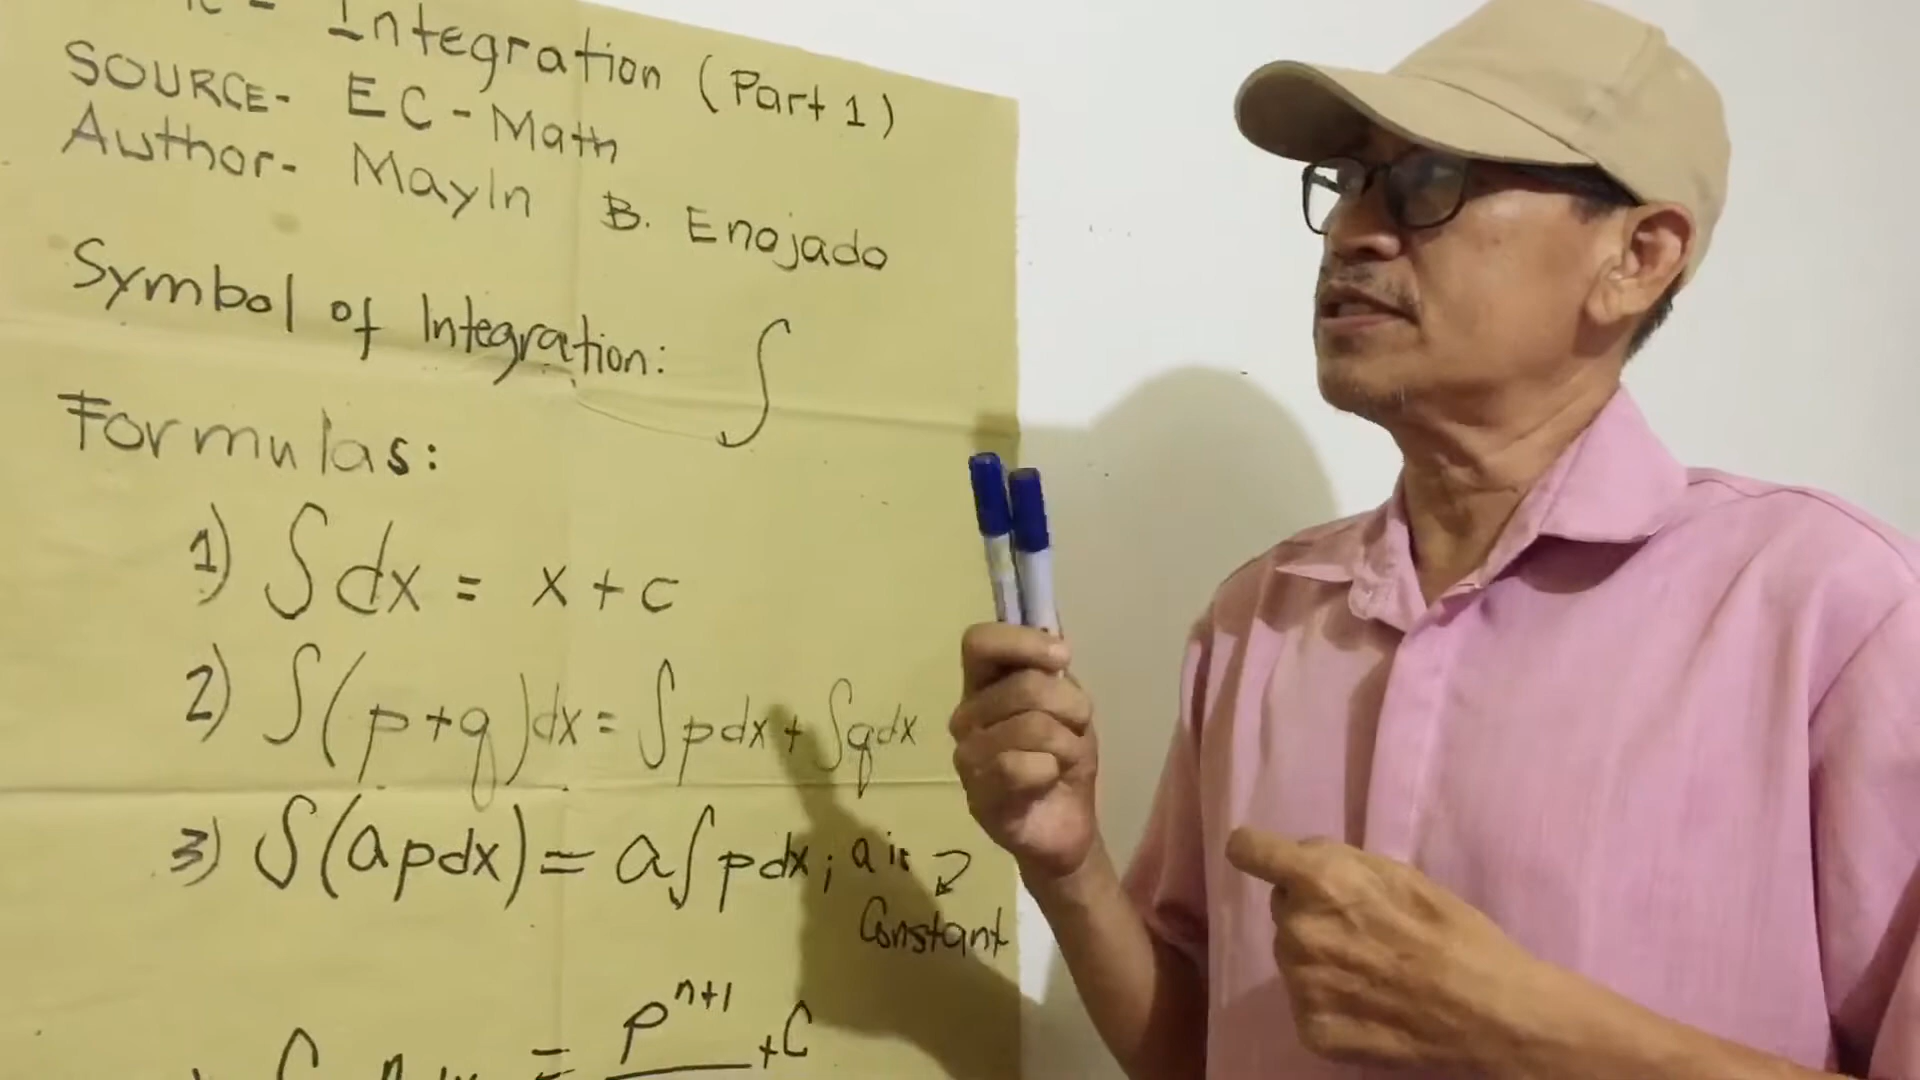 Integration (Part 1)
SOURCE- EC-Math
Author- Mayln B. Enojado
Symbol of Integration: ∫
Formulas:
1) ∫dx = x + c
2) ∫(p+q)dx = ∫pdx + ∫qdx
3) ∫(apdx) = a∫pdx; a is
Constant
= p^(n+1) + C